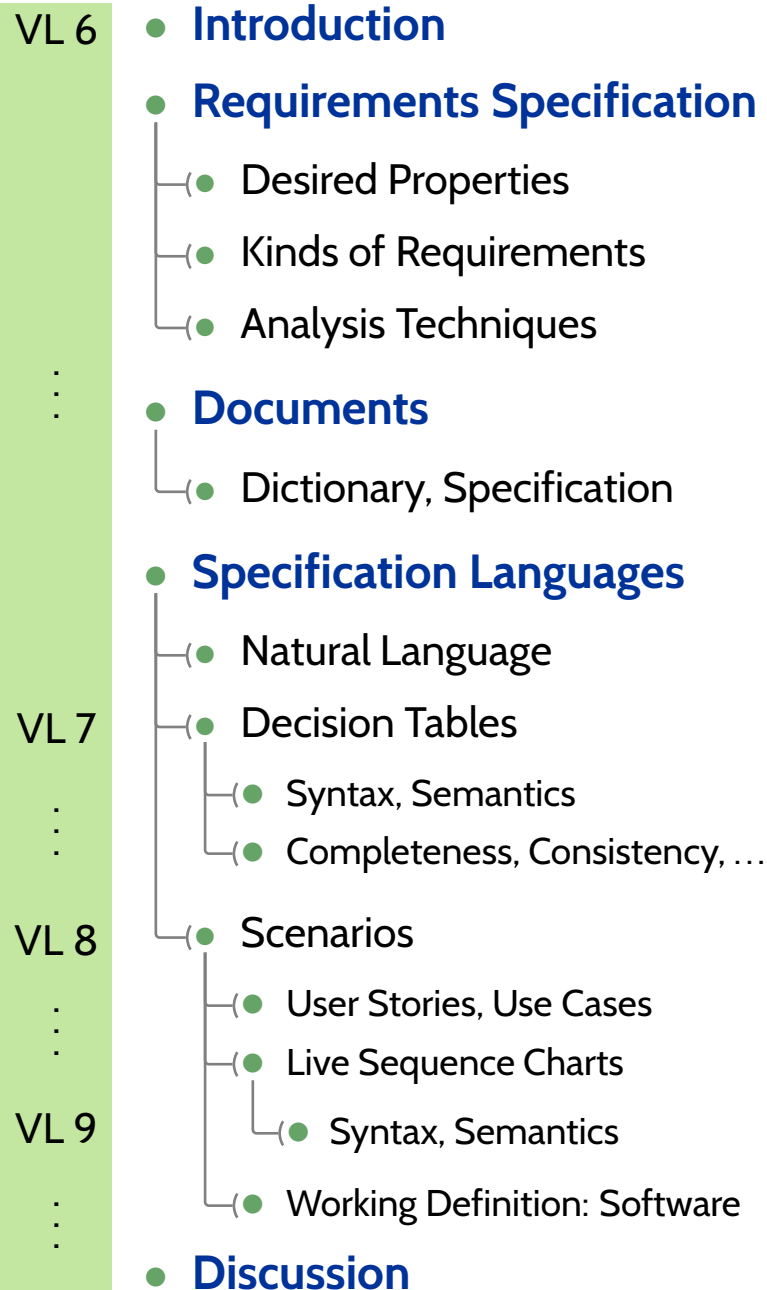 VL 6 Introduction
Requirements Specification
Desired Properties
Kinds of Requirements
Analysis Techniques
⋮ Documents
Dictionary, Specification
Specification Languages
Natural Language
VL 7 Decision Tables
Syntax, Semantics
⋮ Completeness, Consistency, …
VL 8 Scenarios
⋮ User Stories, Use Cases
Live Sequence Charts
VL 9 Syntax, Semantics
Working Definition: Software
⋮ Discussion